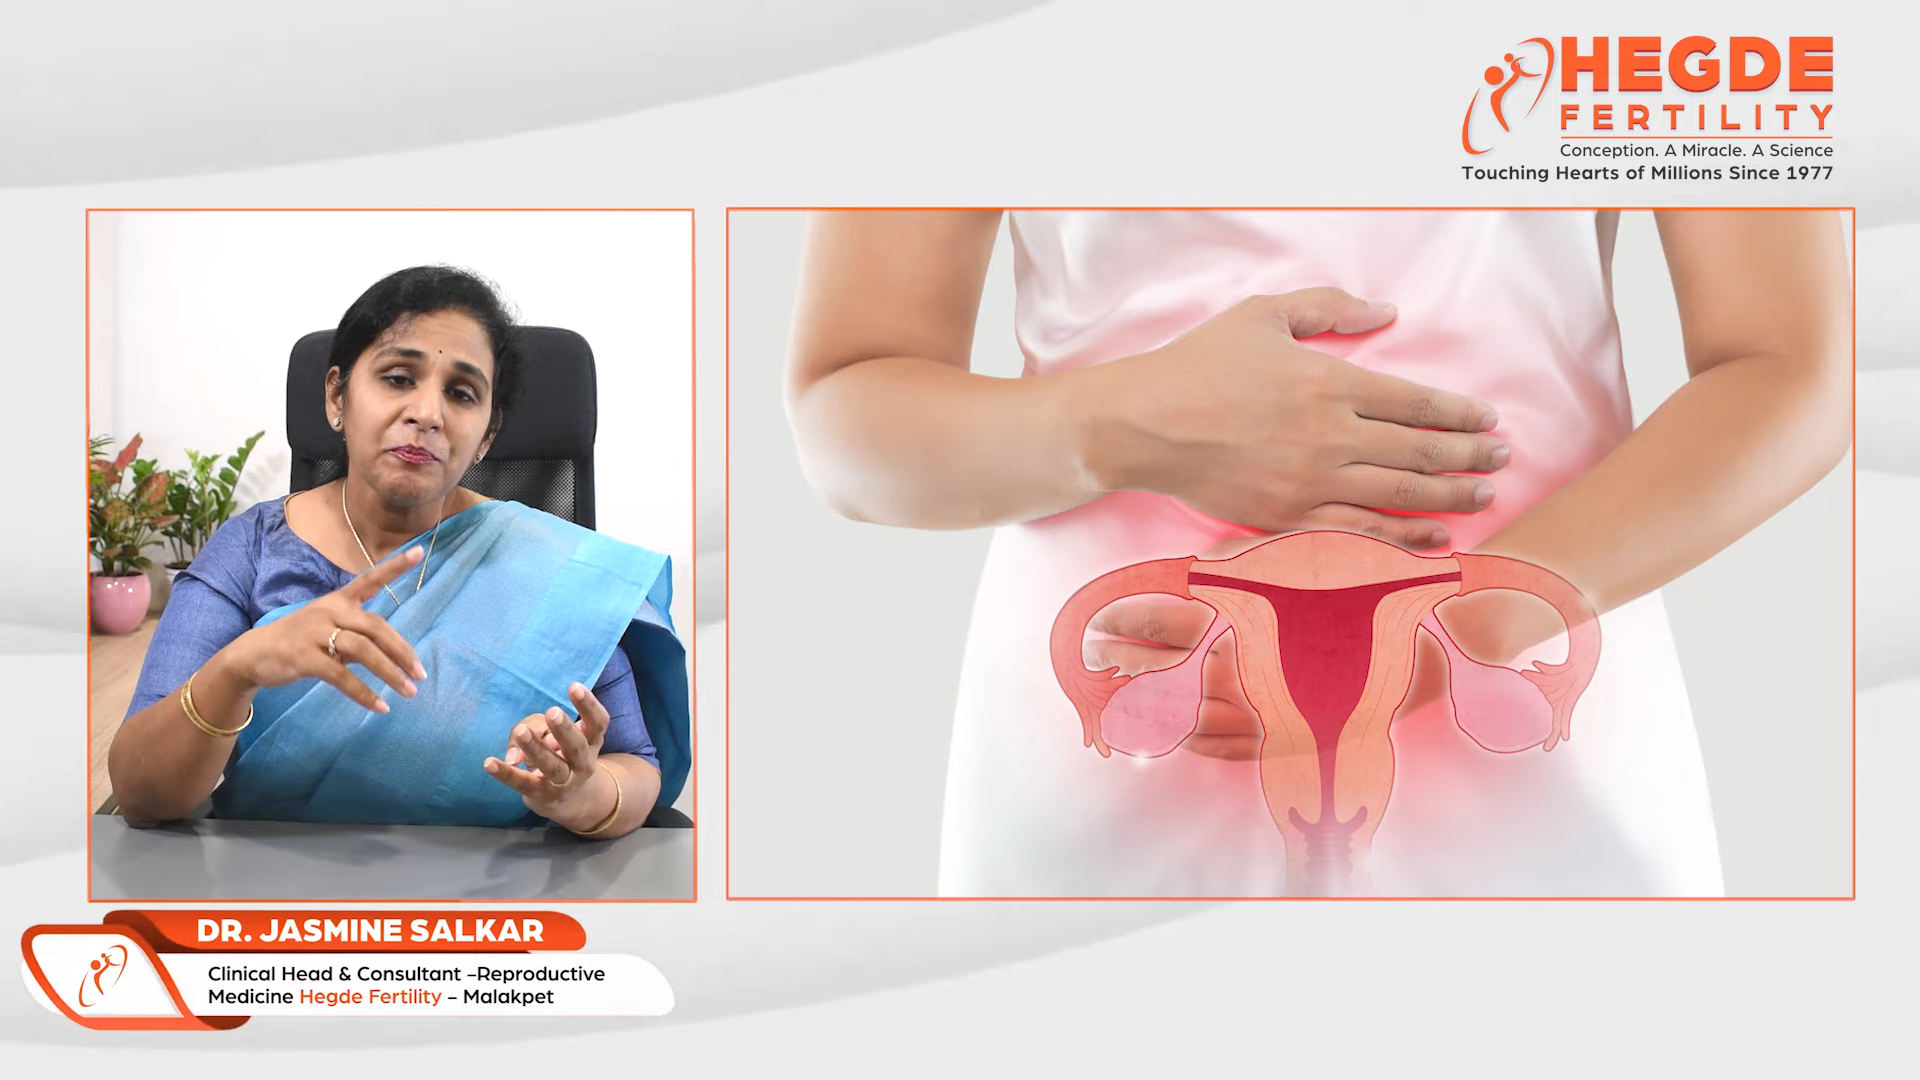 HEGDE
FERTILITY
Conception. A Miracle. A Science
Touching Hearts of Millions Since 1977
DR. JASMINE SALKAR
Clinical Head & Consultant -Reproductive
Medicine Hegde Fertility - Malakpet